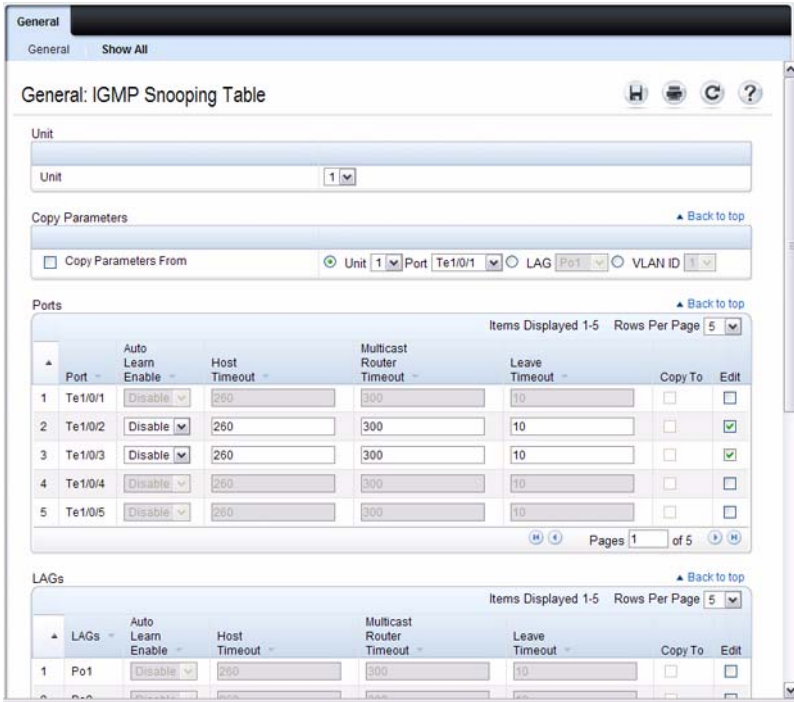 General
General Show All
General: IGMP Snooping Table
Unit
Unit 1
Copy Parameters Back to top
Copy Parameters From Unit 1 Port Te1/0/1 LAG Po1 VLAN ID 1
Ports Back to top
Items Displayed 1-5 Rows Per Page 5
Port Auto Learn Enable Host Timeout Multicast Router Timeout Leave Timeout Copy To Edit
1 Te1/0/1 Disable 260 300 10
2 Te1/0/2 Disable 260 300 10
3 Te1/0/3 Disable 260 300 10
4 Te1/0/4 Disable 260 300 10
5 Te1/0/5 Disable 260 300 10
Pages 1 of 5
LAGs Back to top
Items Displayed 1-5 Rows Per Page 5
LAGs Auto Learn Enable Host Timeout Multicast Router Timeout Leave Timeout Copy To Edit
1 Po1 Disable 260 300 10